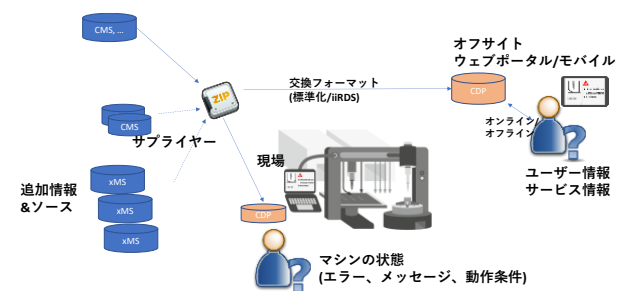 CMS, ...
オフサイト
ウェブポータル/モバイル
ZIP
交換フォーマット
(標準化/iiRDS)
CDP
CMS
サプライヤー
オンライン/
オフライン
現場
ユーザー情報
サービス情報
追加情報
&ソース
xMS
xMS
xMS
CDP
マシンの状態
(エラー、メッセージ、動作条件)